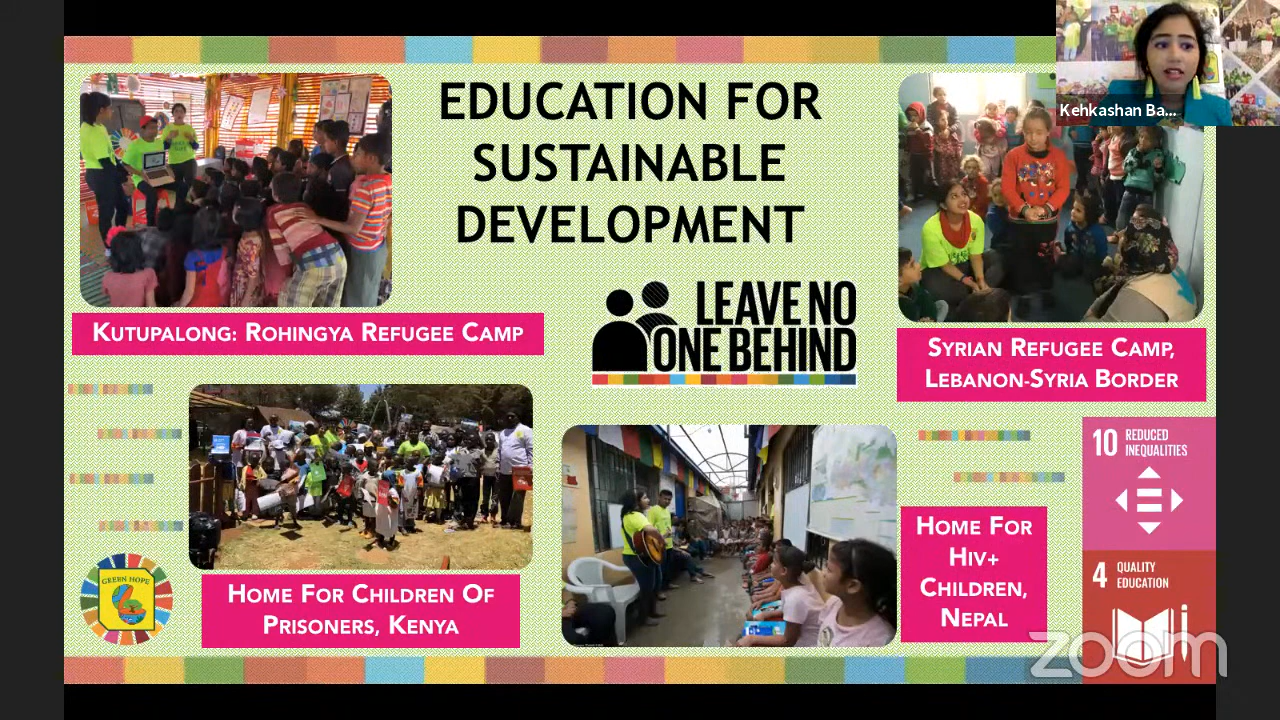 EDUCATION FOR
SUSTAINABLE
DEVELOPMENT
Kehkashan Ba...
KUTUPALONG: ROHINGYA REFUGEE CAMP
LEAVE NO
ONE BEHIND
SYRIAN REFUGEE CAMP,
LEBANON-SYRIA BORDER
HOME FOR CHILDREN OF
PRISONERS, KENYA
HOME FOR
HIV+
CHILDREN,
NEPAL
10 REDUCED
INEQUALITIES
4 QUALITY
EDUCATION
GREEN HOPE
zoom